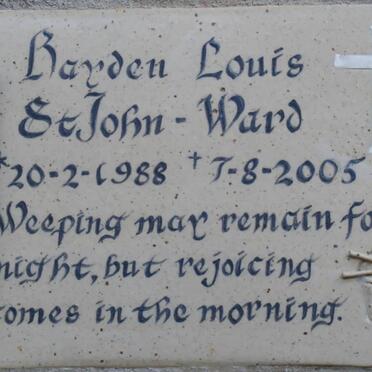 Hayden Louis
St John - Ward
* 20-2-1988 † 7-8-2005
Weeping may remain fo
night, but rejoicing
comes in the morning.